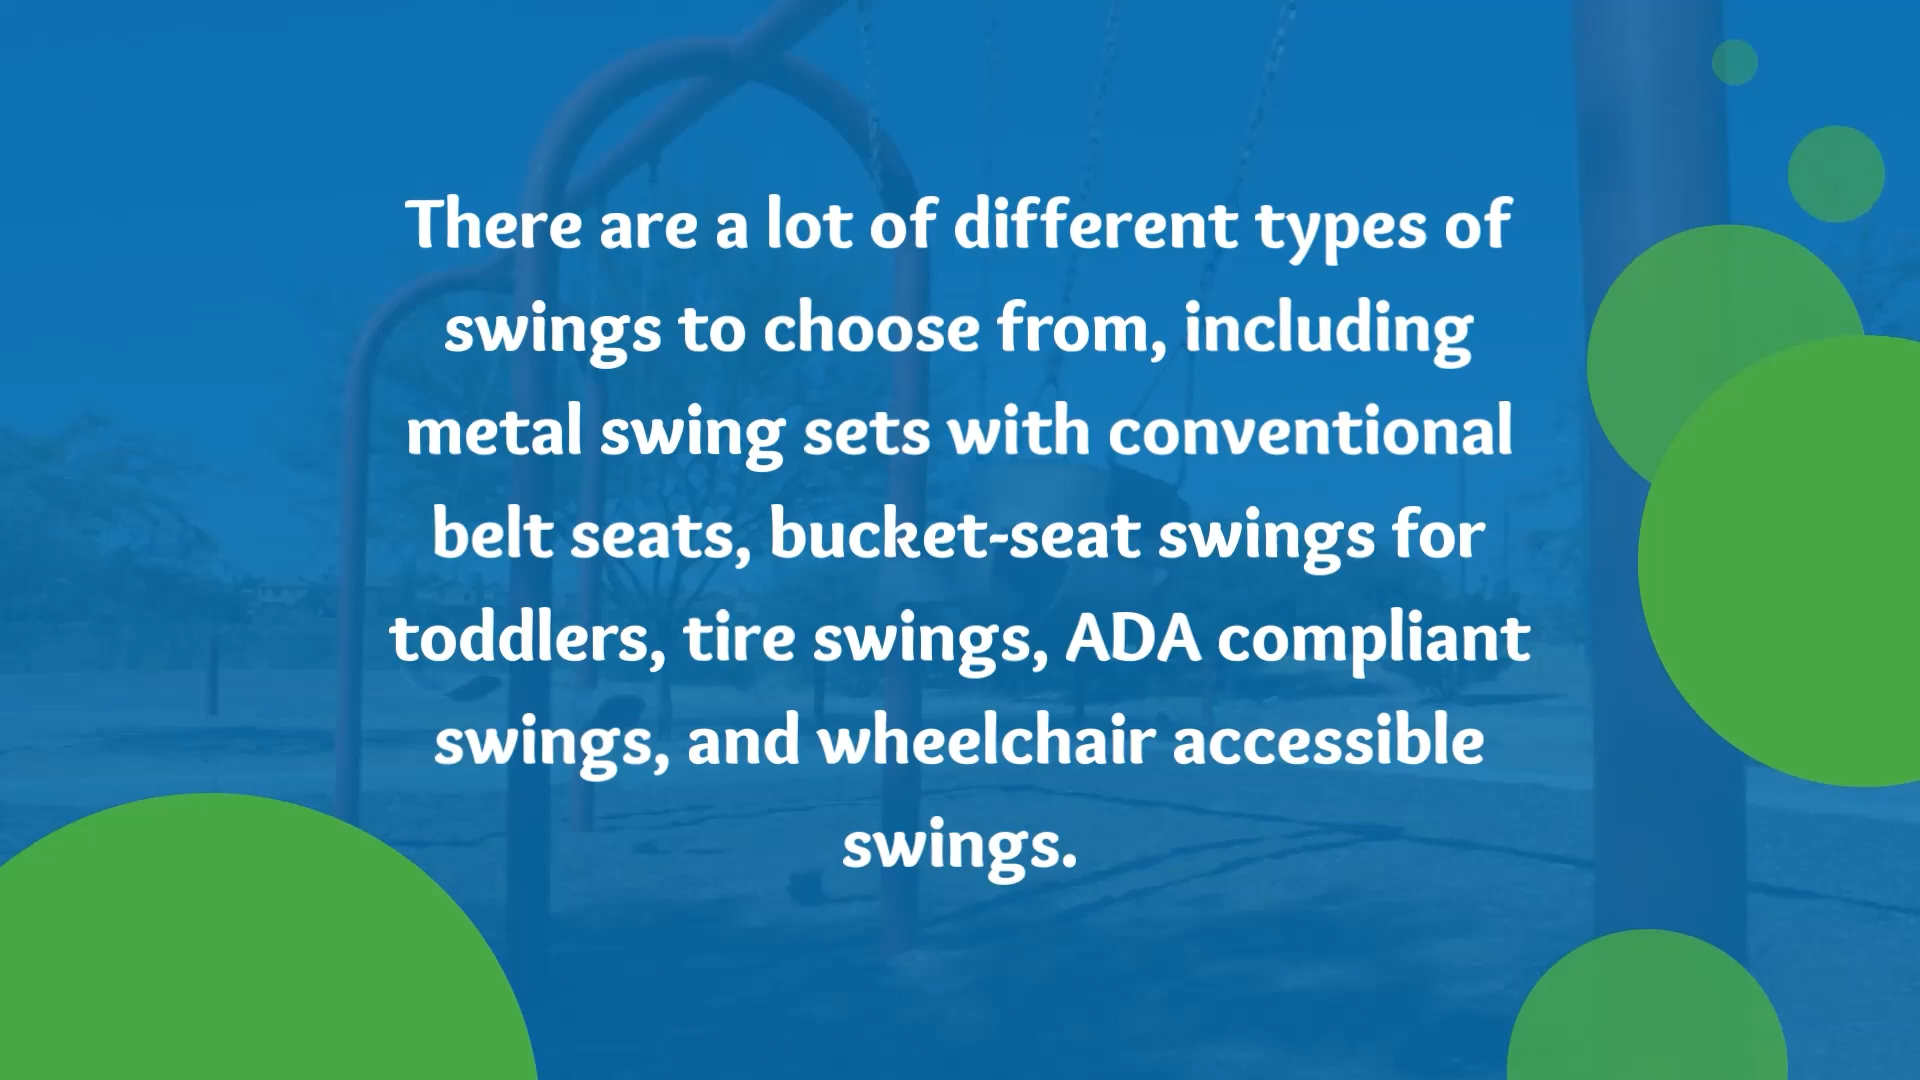 There are a lot of different types of
swings to choose from, including
metal swing sets with conventional
belt seats, bucket-seat swings for
toddlers, tire swings, ADA compliant
swings, and wheelchair accessible
swings.